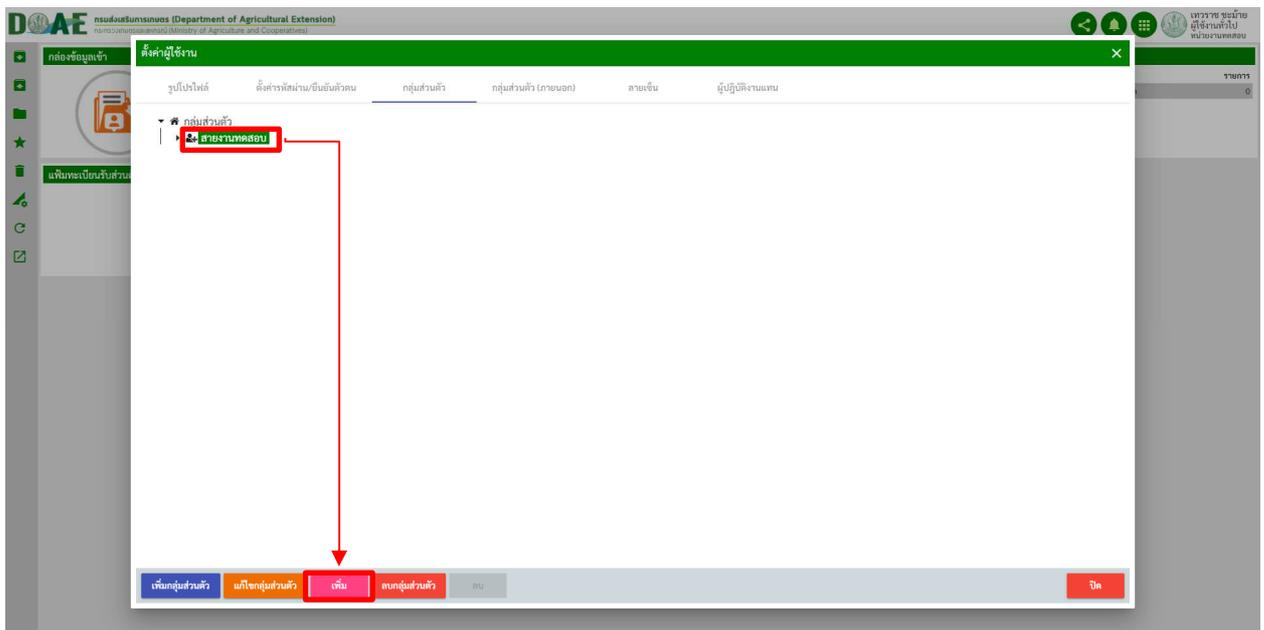 DOAE
กรมส่งเสริมการเกษตร (Department of Agricultural Extension)
กระทรวงเกษตรและสหกรณ์ (Ministry of Agriculture and Cooperatives)
เทวราช ชะม้าย
ผู้ใช้งานทั่วไป
หน่วยงานทดสอบ
กล่องข้อมูลเข้า
ตั้งค่าผู้ใช้งาน
รายการ
0
รูปโปรไฟล์ ตั้งค่ารหัสผ่าน/ยืนยันตัวตน กลุ่มส่วนตัว กลุ่มส่วนตัว (ภายนอก) ลายเซ็น ผู้ปฏิบัติงานแทน
กลุ่มส่วนตัว
สายงานทดสอบ
แฟ้มทะเบียนรับส่วน
เพิ่มกลุ่มส่วนตัว แก้ไขกลุ่มส่วนตัว เพิ่ม ลบกลุ่มส่วนตัว ลบ ปิด